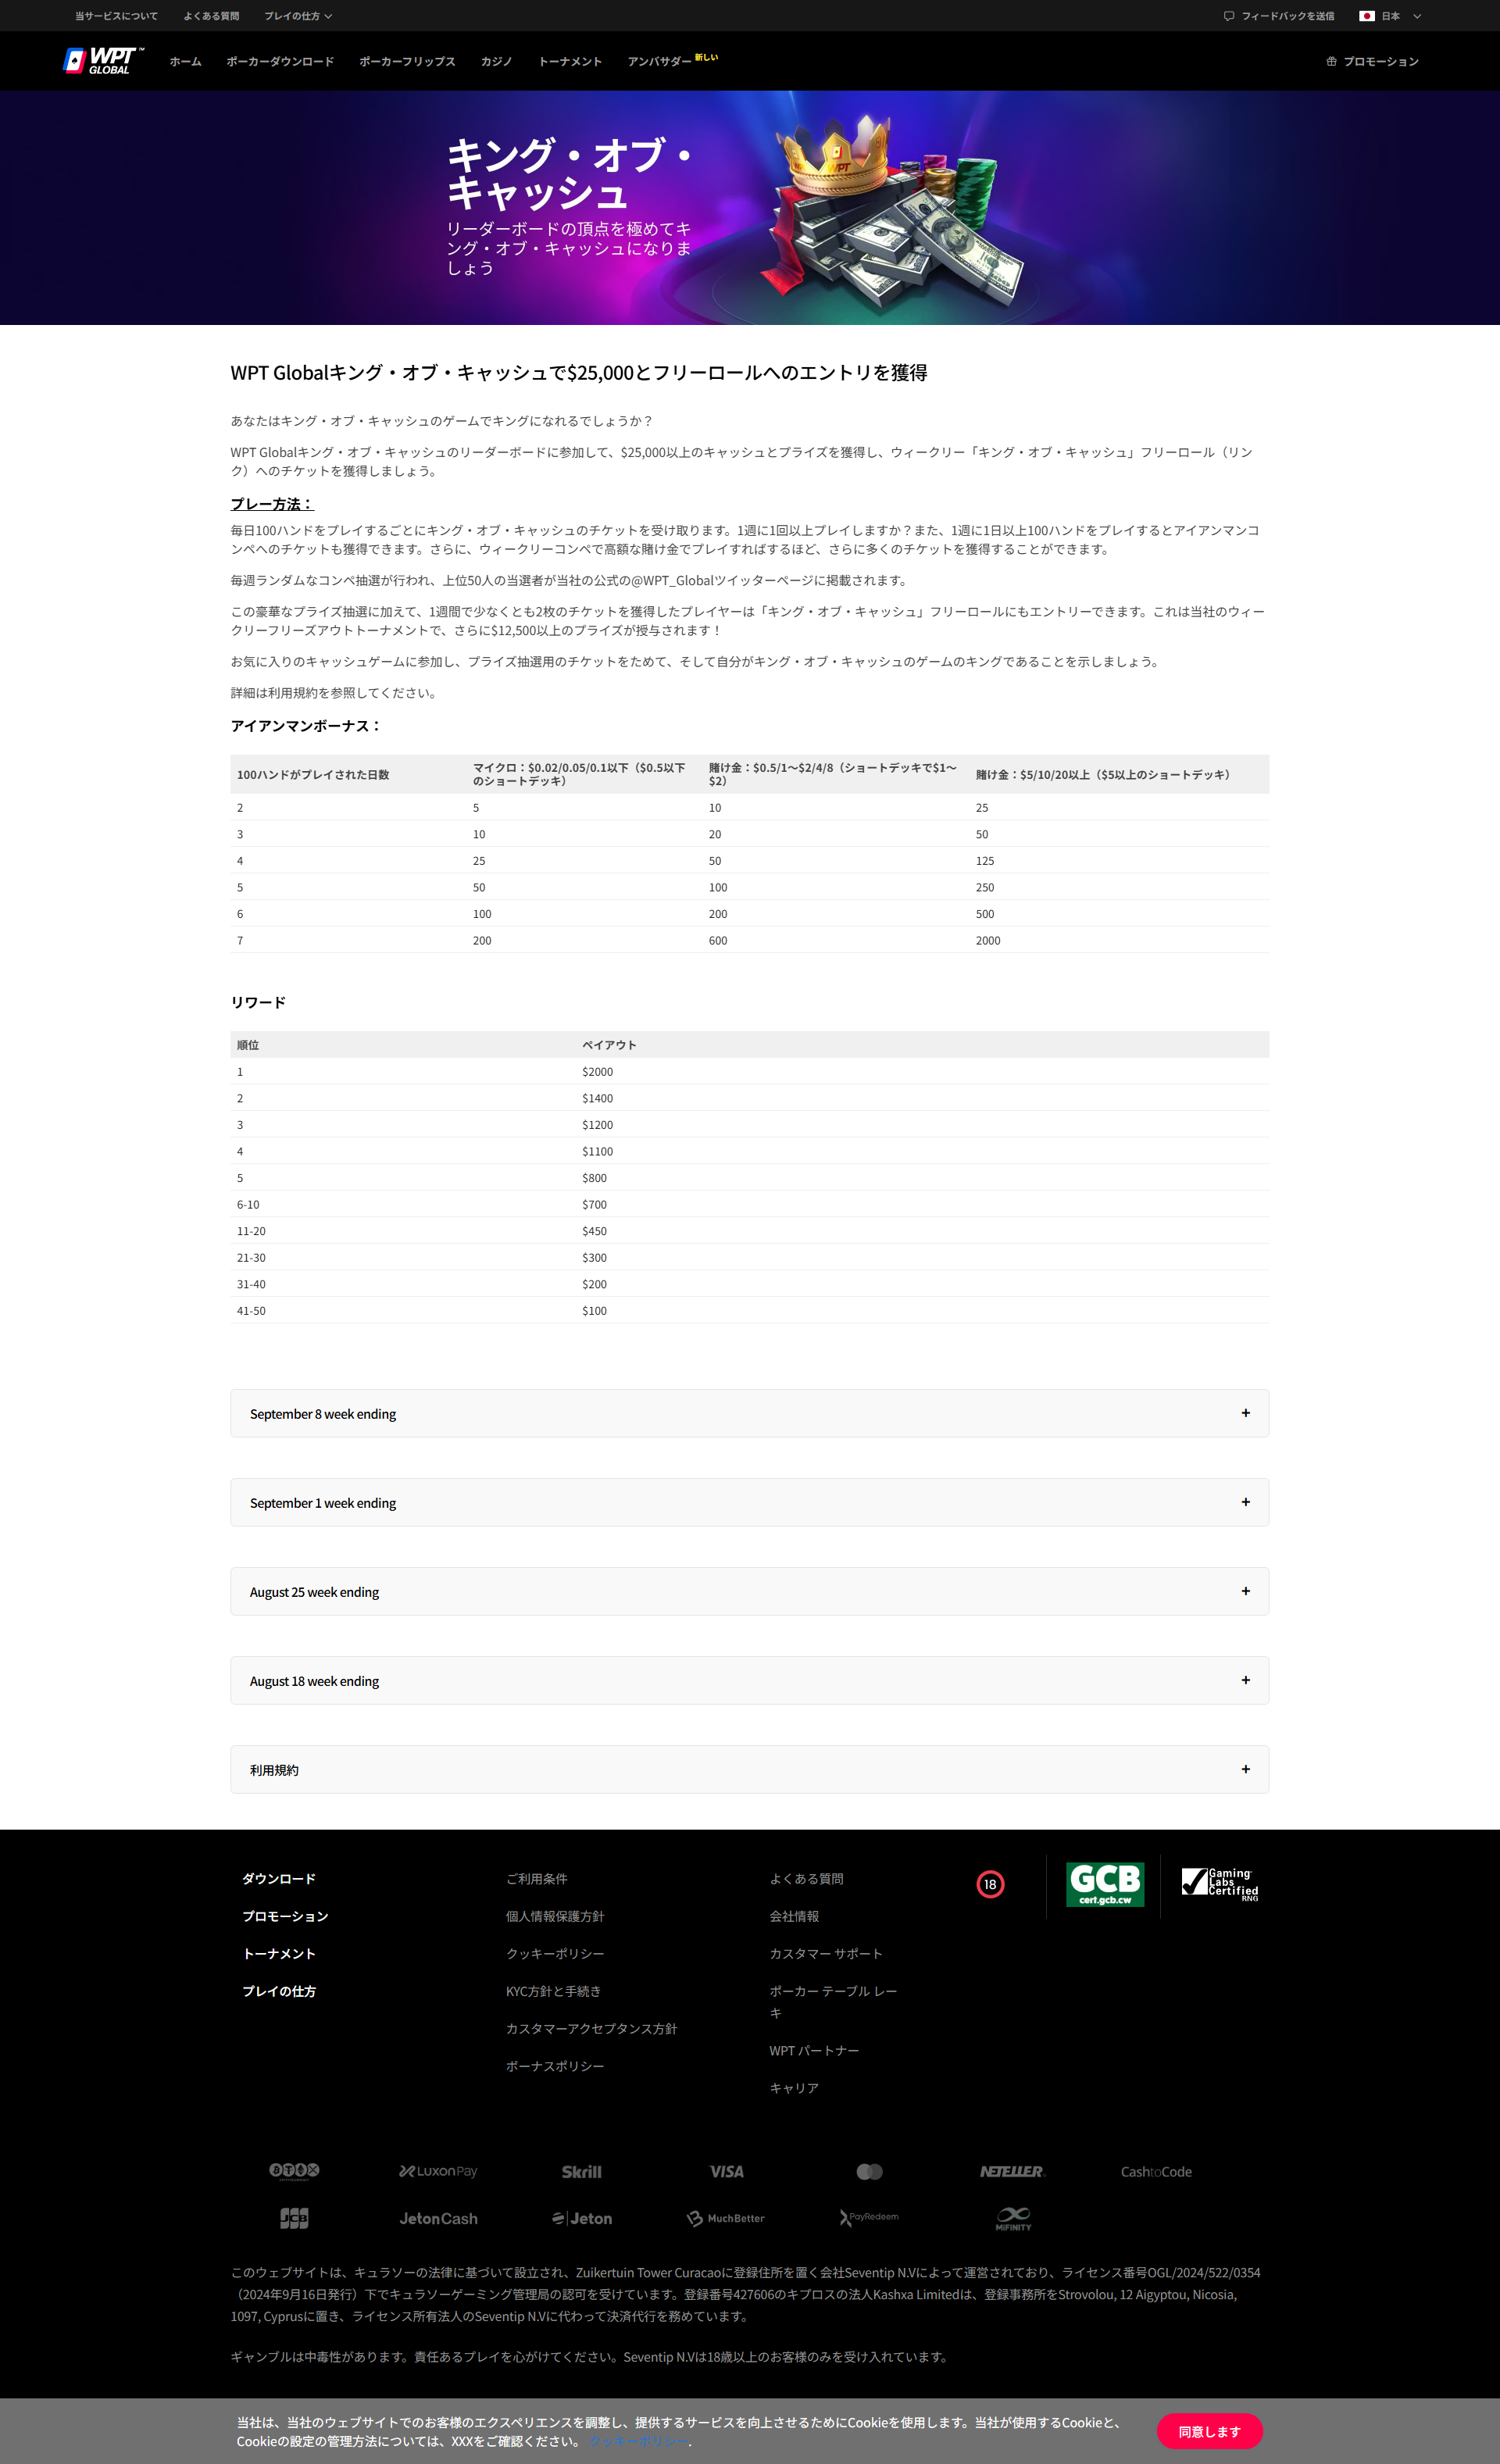 当サービスについて よくある質問 プレイの仕方 フィードバックを送信 日本
WPT GLOBAL ™ ホーム ポーカーダウンロード ポーカーフリップス カジノ トーナメント アンバサダー 新しい プロモーション
キング・オブ・
キャッシュ
リーダーボードの頂点を極めてキ
ング・オブ・キャッシュになりま
しょう
WPT
WPT Globalキング・オブ・キャッシュで$25,000とフリーロールへのエントリを獲得
あなたはキング・オブ・キャッシュのゲームでキングになれるでしょうか？
WPT Globalキング・オブ・キャッシュのリーダーボードに参加して、$25,000以上のキャッシュとプライズを獲得し、ウィークリー「キング・オブ・キャッシュ」フリーロール（リン
ク）へのチケットを獲得しましょう。
プレー方法：
毎日100ハンドをプレイするごとにキング・オブ・キャッシュのチケットを受け取ります。1週に1回以上プレイしますか？また、1週に1日以上100ハンドをプレイするとアイアンマンコ
ンペへのチケットも獲得できます。さらに、ウィークリーコンペで高額な賭け金でプレイすればするほど、さらに多くのチケットを獲得することができます。
毎週ランダムなコンペ抽選が行われ、上位50人の当選者が当社の公式の@WPT_Globalツイッターページに掲載されます。
この豪華なプライズ抽選に加えて、1週間で少なくとも2枚のチケットを獲得したプレイヤーは「キング・オブ・キャッシュ」フリーロールにもエントリーできます。これは当社のウィー
クリーフリーズアウトトーナメントで、さらに$12,500以上のプライズが授与されます！
お気に入りのキャッシュゲームに参加し、プライズ抽選用のチケットをためて、そして自分がキング・オブ・キャッシュのゲームのキングであることを示しましょう。
詳細は利用規約を参照してください。
アイアンマンボーナス：
100ハンドがプレイされた日数 マイクロ：$0.02/0.05/0.1以下（$0.5以下のショートデッキ） 賭け金：$0.5/1～$2/4/8（ショートデッキで$1～$2） 賭け金：$5/10/20以上（$5以上のショートデッキ）
2 5 10 25
3 10 20 50
4 25 50 125
5 50 100 250
6 100 200 500
7 200 600 2000
リワード
順位 ペイアウト
1 $2000
2 $1400
3 $1200
4 $1100
5 $800
6-10 $700
11-20 $450
21-30 $300
31-40 $200
41-50 $100
September 8 week ending +
September 1 week ending +
August 25 week ending +
August 18 week ending +
利用規約 +
ダウンロード
プロモーション
トーナメント
プレイの仕方
ご利用条件
個人情報保護方針
クッキーポリシー
KYC方針と手続き
カスタマーアクセプタンス方針
ボーナスポリシー
よくある質問
会社情報
カスタマー サポート
ポーカー テーブル レー
キ
WPT パートナー
キャリア
18
GCB
cert.gcb.cw
Gaming
Labs
Certified
RNG
LuxonPay Skrill VISA NETELLER CashtoCode
JCB JetonCash Jeton MuchBetter PayRedeem MiFINITY
このウェブサイトは、キュラソーの法律に基づいて設立され、Zuikertuin Tower Curacaoに登録住所を置く会社Seventip N.Vによって運営されており、ライセンス番号OGL/2024/522/0354
（2024年9月16日発行）下でキュラソーゲーミング管理局の認可を受けています。登録番号427606のキプロスの法人Kashxa Limitedは、登録事務所をStrovolou, 12 Aigyptou, Nicosia,
1097, Cyprusに置き、ライセンス所有法人のSeventip N.Vに代わって決済代行を務めています。
ギャンブルは中毒性があります。責任あるプレイを心がけてください。Seventip N.Vは18歳以上のお客様のみを受け入れています。
当社は、当社のウェブサイトでのお客様のエクスペリエンスを調整し、提供するサービスを向上させるためにCookieを使用します。当社が使用するCookieと、
Cookieの設定の管理方法については、XXXをご確認ください。 クッキーポリシー.
同意します